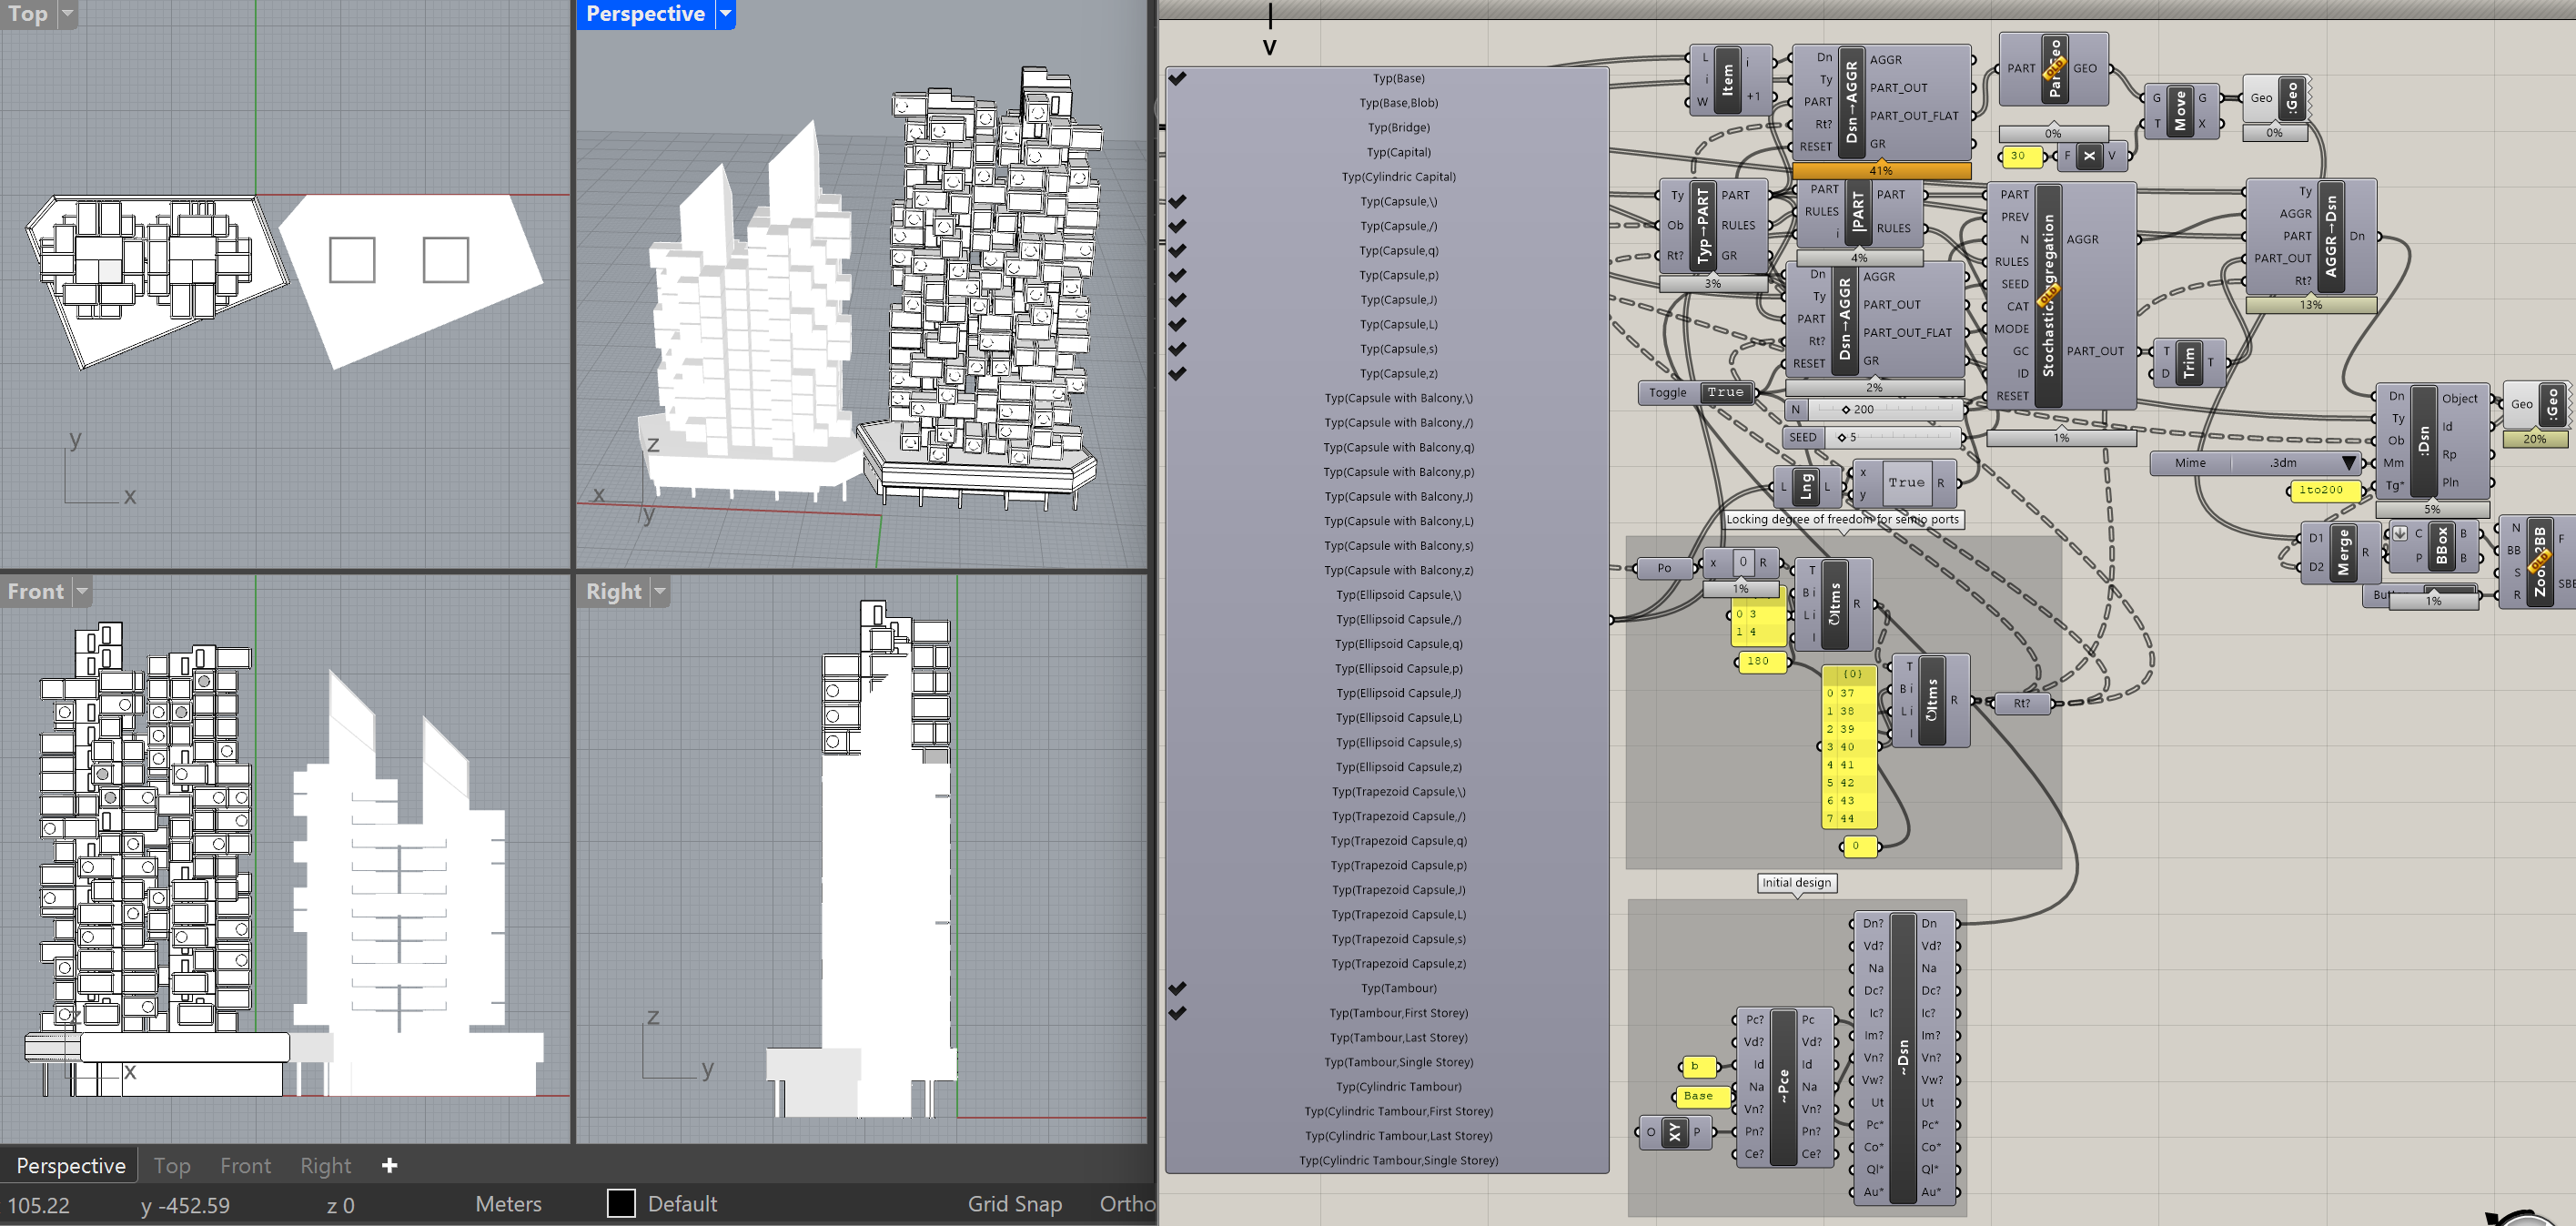 Top
Perspective
y
x
z
x
y
Front
Right
z
x
z
y
Perspective Top Front Right
105.22 y -452.59 z 0 Meters Default Grid Snap Ortho
V
Typ(Base)
Typ(Base,Blob)
Typ(Bridge)
Typ(Capital)
Typ(Cylindric Capital)
Typ(Capsule,\)
Typ(Capsule,/)
Typ(Capsule,q)
Typ(Capsule,p)
Typ(Capsule,J)
Typ(Capsule,L)
Typ(Capsule,s)
Typ(Capsule,z)
Typ(Capsule with Balcony,\)
Typ(Capsule with Balcony,/)
Typ(Capsule with Balcony,q)
Typ(Capsule with Balcony,p)
Typ(Capsule with Balcony,J)
Typ(Capsule with Balcony,L)
Typ(Capsule with Balcony,s)
Typ(Capsule with Balcony,z)
Typ(Ellipsoid Capsule,\)
Typ(Ellipsoid Capsule,/)
Typ(Ellipsoid Capsule,q)
Typ(Ellipsoid Capsule,p)
Typ(Ellipsoid Capsule,J)
Typ(Ellipsoid Capsule,L)
Typ(Ellipsoid Capsule,s)
Typ(Ellipsoid Capsule,z)
Typ(Trapezoid Capsule,\)
Typ(Trapezoid Capsule,/)
Typ(Trapezoid Capsule,q)
Typ(Trapezoid Capsule,p)
Typ(Trapezoid Capsule,J)
Typ(Trapezoid Capsule,L)
Typ(Trapezoid Capsule,s)
Typ(Trapezoid Capsule,z)
Typ(Tambour)
Typ(Tambour,First Storey)
Typ(Tambour,Last Storey)
Typ(Tambour,Single Storey)
Typ(Cylindric Tambour)
Typ(Cylindric Tambour,First Storey)
Typ(Cylindric Tambour,Last Storey)
Typ(Cylindric Tambour,Single Storey)
L i W Item i +1
Dn Ty PART Rt? RESET Dsn→AGGR AGGR PART_OUT PART_OUT_FLAT GR
41%
PART OLD GEO
0%
30 F X V
G T Move G X
Geo :Geo
0%
Ty Ob Rt? Typ→PART PART RULES GR
3%
PART RULES i |PART PART RULES
4%
Dn Ty PART Rt? RESET Dsn→AGGR AGGR PART_OUT PART_OUT_FLAT GR
2%
PART PREV N RULES SEED CAT MODE GC ID RESET Stochastic Aggregation OLD AGGR PART_OUT
1%
T D Trim T
Ty AGGR PART PART_OUT Rt? AGGR→Dsn Dn
13%
Toggle True
N 200
SEED 5
L Lng L
x y True R
Dn Ty Ob Mm Tg* :Dsn Object Id Rp Pln
5%
Geo :Geo
20%
Mime .3dm
1to200
D1 D2 Merge R
C P BBox B B
1%
N BB S R OLD F
Locking degree of freedom for semio ports
Po
x 0 R
1%
0 3
1 4
180
T Bi Li I Itms R
{0}
0 37
1 38
2 39
3 40
4 41
5 42
6 43
7 44
0
T Bi Li I Itms R
Rt?
Initial design
b
Base
O XY P
Pc? Vd? Id Na Vn? Pn? Ce? ~Pce Pc Vd? Id Na Vn? Pn? Ce?
Dn? Vd? Na Dc? Ic? Im? Vn? Vw? Ut Pc* Co* Ql* Au* ~Dsn Dn Vd? Na Dc? Ic? Im? Vn? Vw? Ut Pc* Co* Ql* Au*